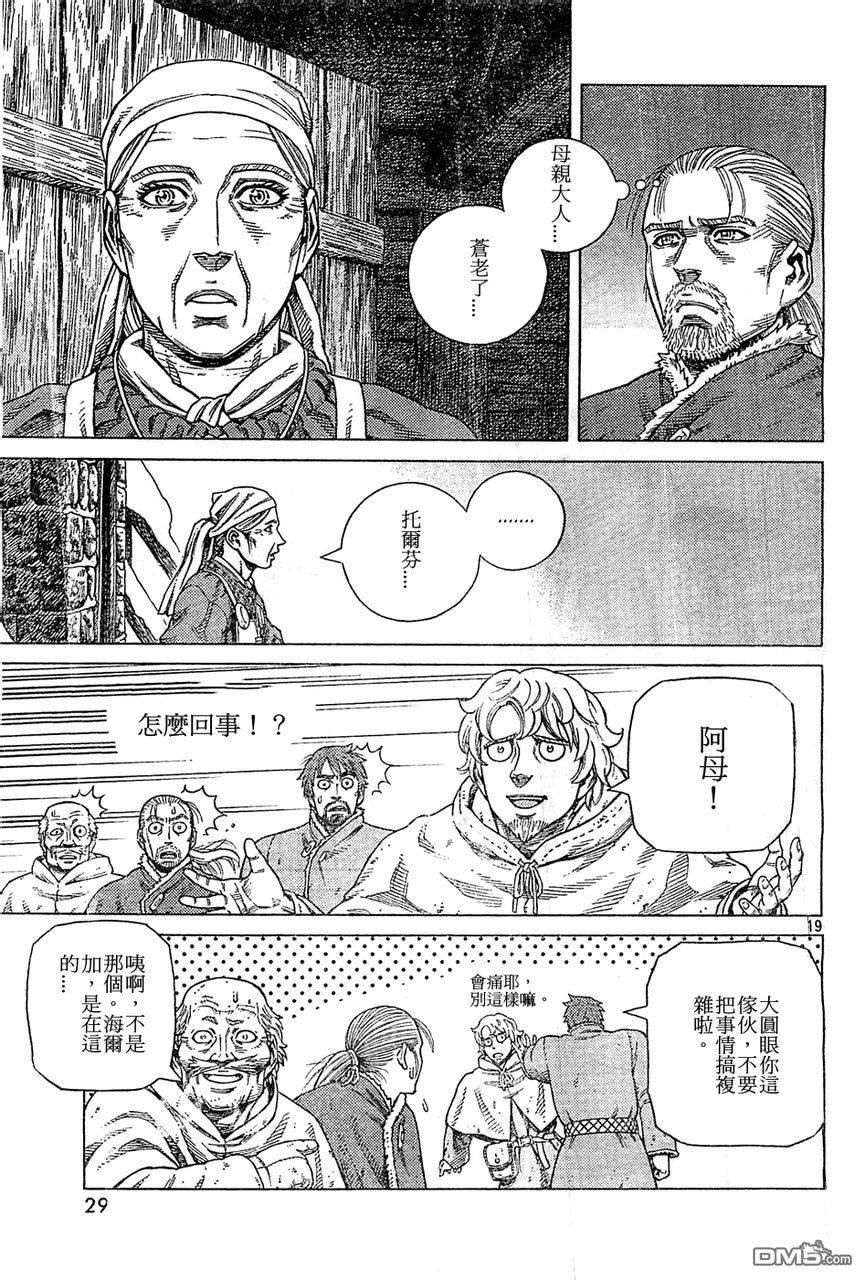 母親大人……
蒼老了……
………
托爾芬……
阿母！
怎麼回事！？
19
大圓眼你這
傢伙，不要
把事情搞複
雜啦。
會痛耶，
別這樣嘛。
咦啊，不是
那個。海爾
加，是在這
的……
29
DM5.com